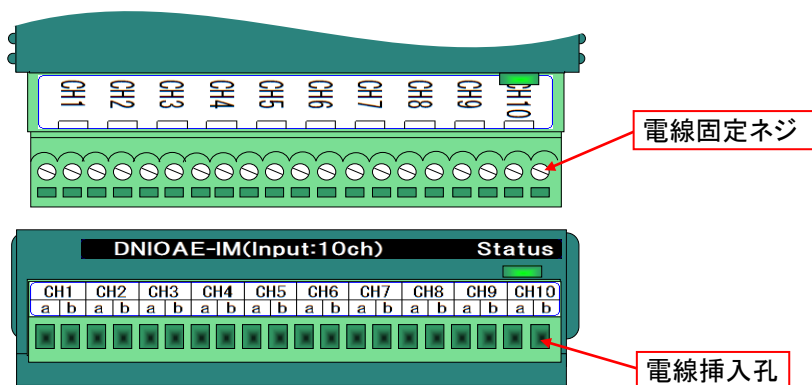 CH1 CH2 CH3 CH4 CH5 CH6 CH7 CH8 CH9 CH10
電線固定ネジ
DNIOAE-IM(Input:10ch) Status
CH1 CH2 CH3 CH4 CH5 CH6 CH7 CH8 CH9 CH10
a b a b a b a b a b a b a b a b a b a b
電線挿入孔